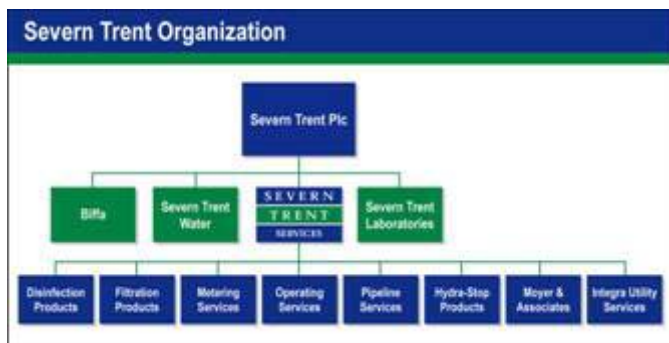 Severn Trent Organization
Severn Trent Plc
Biffa
Severn Trent
Water
SEVERN
TRENT
SERVICES
Severn Trent
Laboratories
Disinfection
Products
Filtration
Products
Metering
Services
Operating
Services
Pipeline
Services
Hydra-Stop
Products
Moyer &
Associates
Integra Utility
Services